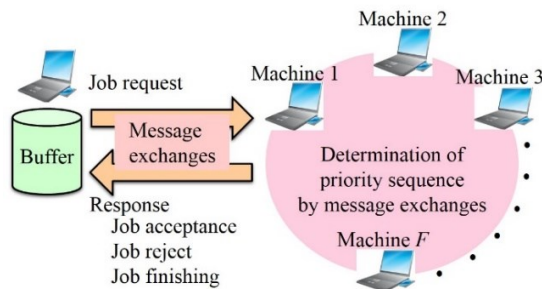 Machine 2
Machine 1
Machine 3
Job request
Message
exchanges
Buffer
Determination of
priority sequence
by message exchanges
Response
Job acceptance
Job reject
Job finishing
Machine F